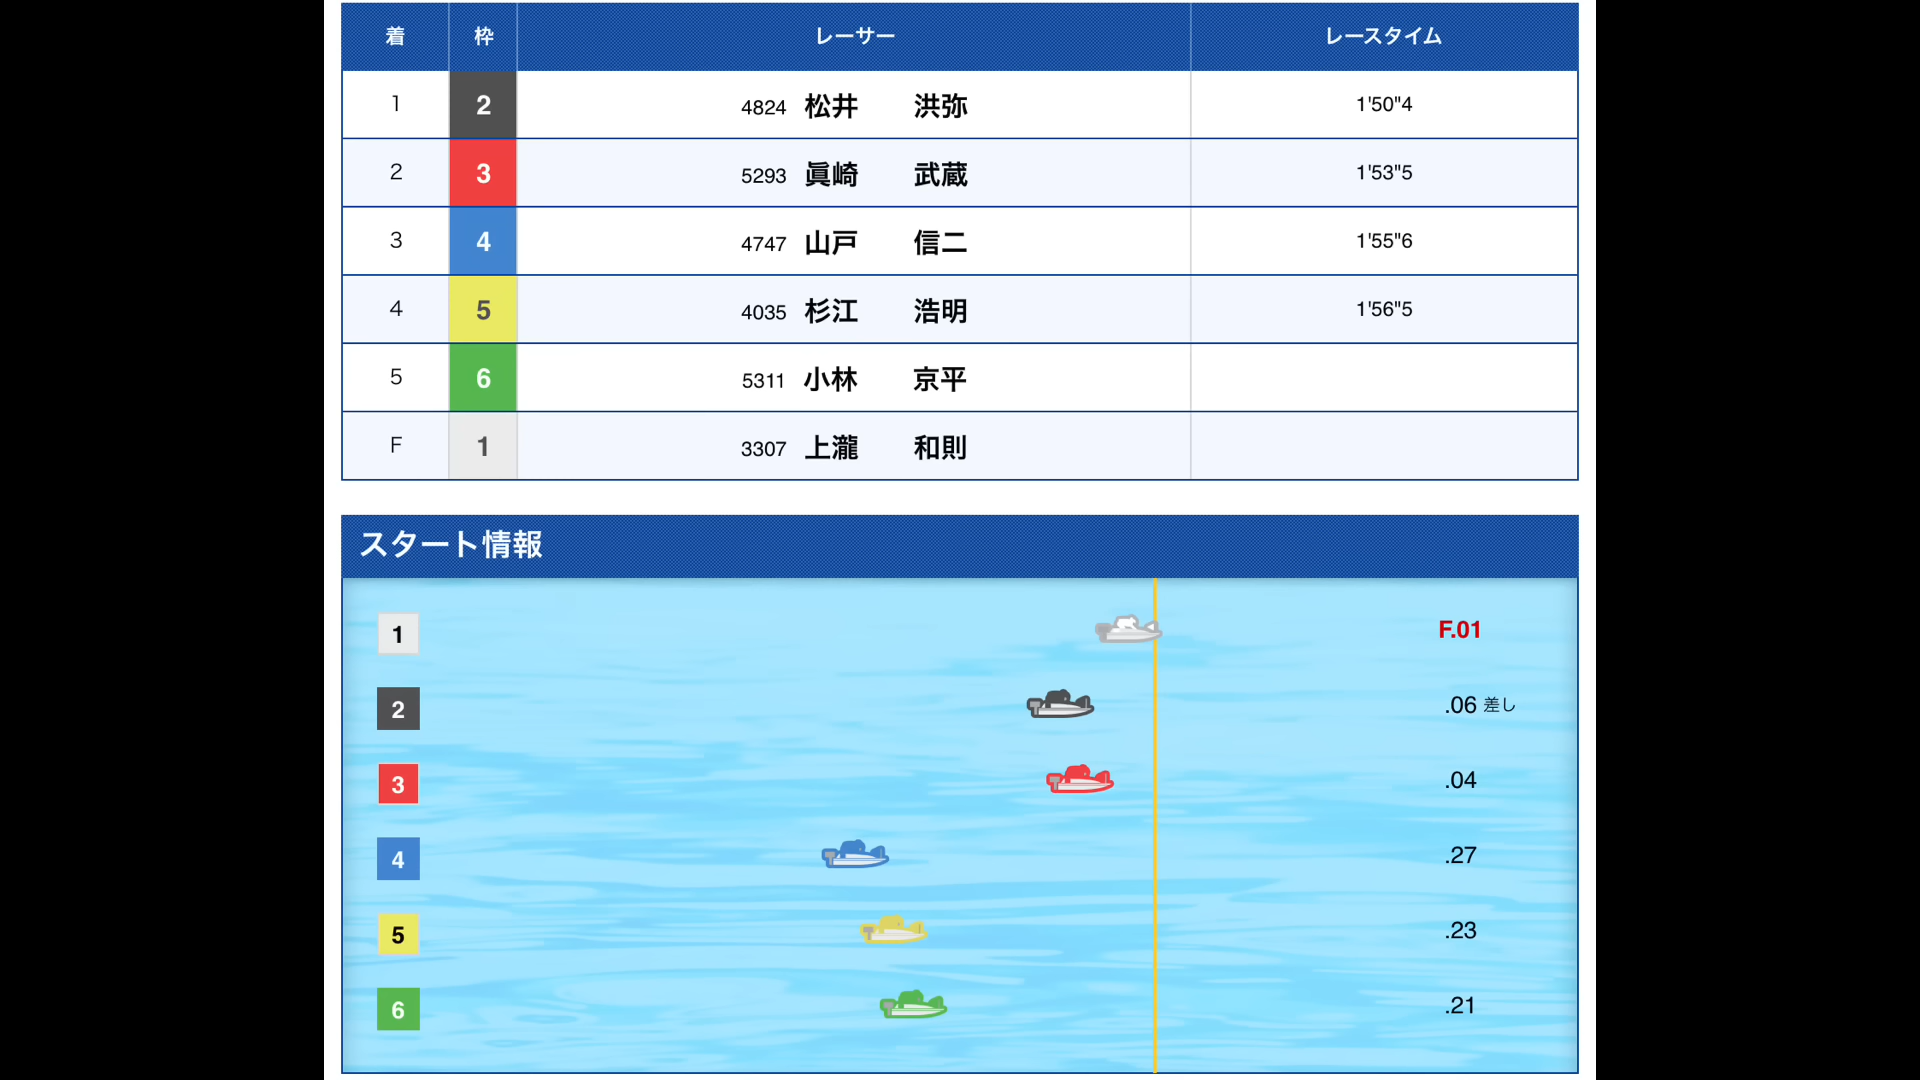 着 枠 レーサー レースタイム
1 2 4824 松井 洪弥 1'50"4
2 3 5293 眞崎 武蔵 1'53"5
3 4 4747 山戸 信二 1'55"6
4 5 4035 杉江 浩明 1'56"5
5 6 5311 小林 京平
F 1 3307 上瀧 和則
スタート情報
1 F.01
2 .06 差し
3 .04
4 .27
5 .23
6 .21